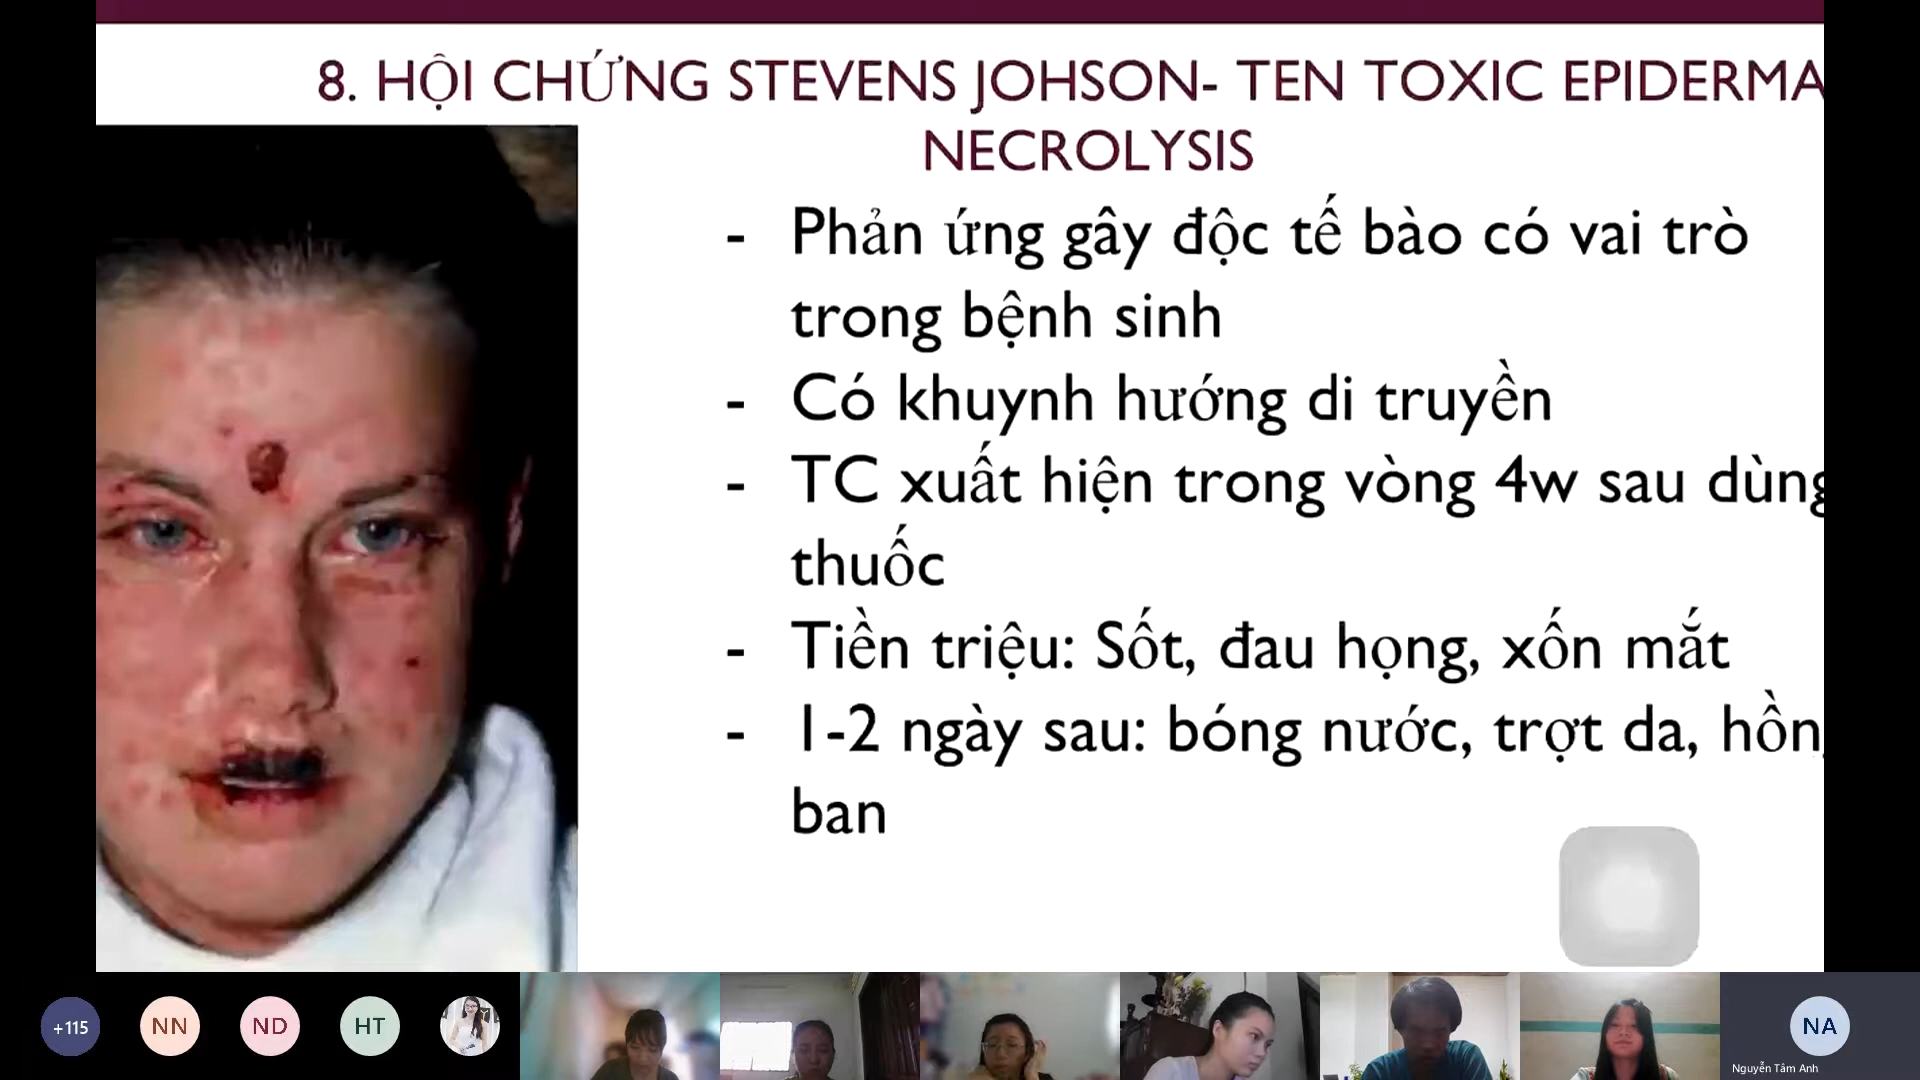 8. HỘI CHỨNG STEVENS JOHSON- TEN TOXIC EPIDERMA
NECROLYSIS
- Phản ứng gây độc tế bào có vai trò
trong bệnh sinh
- Có khuynh hướng di truyền
- TC xuất hiện trong vòng 4w sau dùng
thuốc
- Tiền triệu: Sốt, đau họng, xốn mắt
- 1-2 ngày sau: bóng nước, trợt da, hồng
ban
+115
NN
ND
HT
NA
Nguyễn Tâm Anh